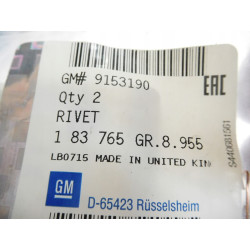 GM# 9153190
Qty 2
RIVET
1 83 765 GR.8.955
LB0715 MADE IN UNITED KIN
GM
D-65423 Rüsselsheim
EAC
S440681561